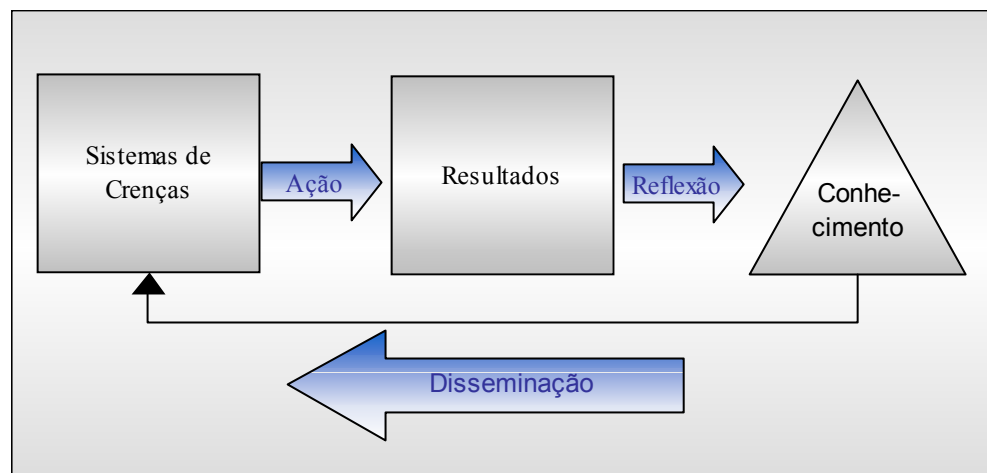 Sistemas de
Crenças
Ação
Resultados
Reflexão
Conhe-
cimento
Disseminação